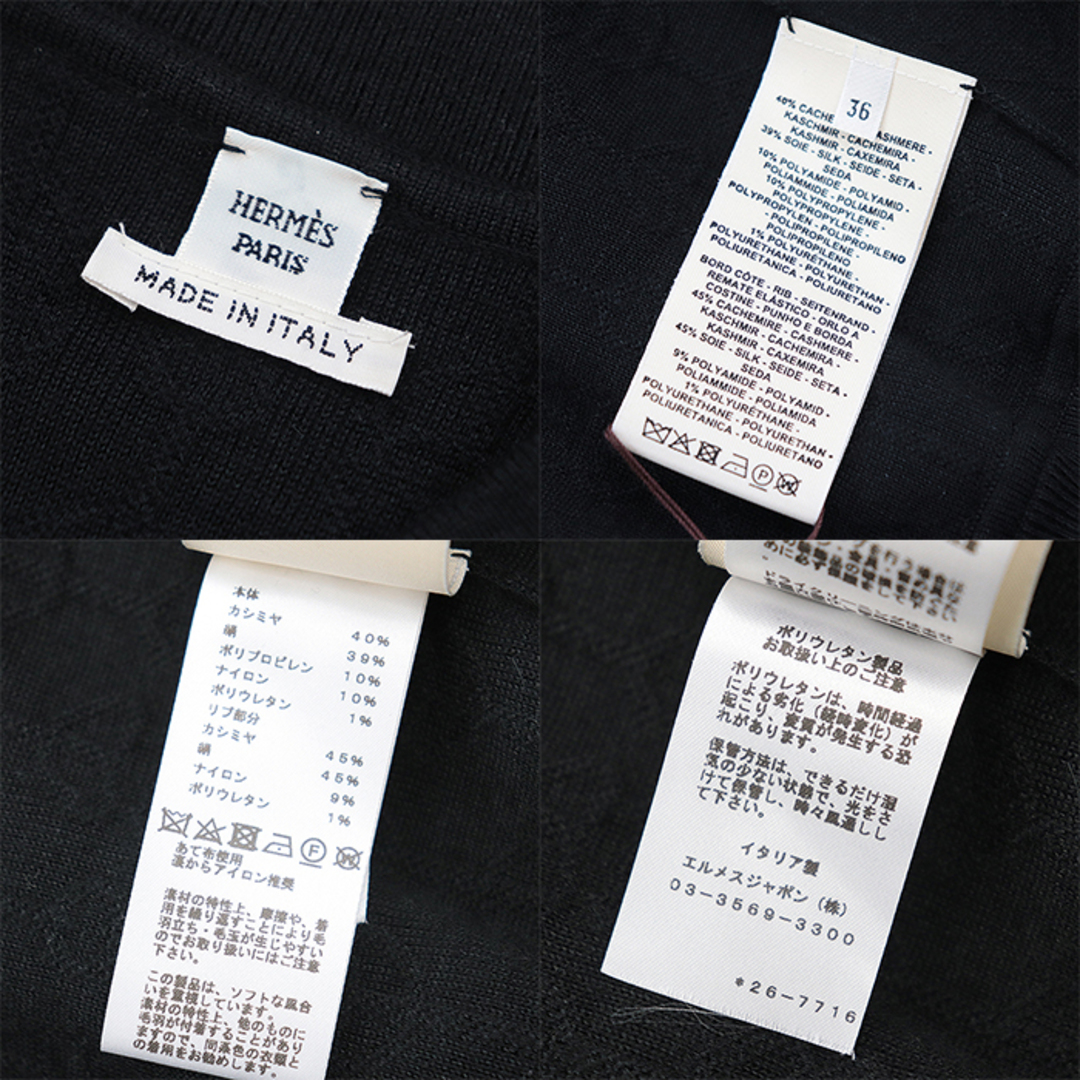 HERMÈS
PARIS
MADE IN ITALY
36
40% CACHE ASHMERE -
KASCHMIR - CACHEMIRA -
KASHMIR - CAXEMIRA
39% SOIE - SILK - SEIDE - SETA -
SEDA
10% POLYAMIDE - POLYAMID -
POLIAMMIDE - POLIAMIDA
10% POLYPROPYLENE -
POLYPROPYLENE -
POLYPROPYLEN - POLIPROPILENO
- POLIPROPILENE -
POLIPROPILENO
1% POLYURÉTHANE -
POLYURETHANE - POLYURETHAN -
POLIURETANICA - POLIURETANO
BORD CÔTE - RIB - SEITENRAND -
REMATE ELÁSTICO - ORLO A
COSTINE - PUNHO E BORDA
45% CACHEMIRE - CASHMERE -
KASCHMIR - CACHEMIRA -
KASHMIR - CAXEMIRA
45% SOIE - SILK - SEIDE - SETA -
SEDA
9% POLYAMIDE - POLYAMID -
POLIAMMIDE - POLIAMIDA
1% POLYURÉTHANE -
POLYURETHANE - POLYURETHAN -
POLIURETANICA - POLIURETANO
P
本体
カシミヤ 40%
絹 39%
ポリプロピレン 10%
ナイロン 10%
ポリウレタン 1%
リブ部分
カシミヤ 45%
絹 45%
ナイロン 9%
ポリウレタン 1%
F
W
あて布使用
裏からアイロン推奨
素材の特性上、摩擦や、着
用を繰り返すことにより毛
羽立ち・毛玉が生じやすい
のでお取り扱いにはご注意
下さい。
この製品は、ソフトな風合
いを重視しています。
素材の特性上、他のものに
毛羽が付着することがあり
ますので、同系色の衣類と
の着用をお勧めします。
ポリウレタン製品
お取扱い上のご注意
ポリウレタンは、時間経過
による劣化（経時変化）が
起こり、変質が発生する恐
れがあります。
保管方法は、できるだけ湿
気の少ない状態で、光をさ
けて保管し、時々風通しし
て下さい。
イタリア製
エルメスジャポン（株）
03-3569-3300
*26-7716